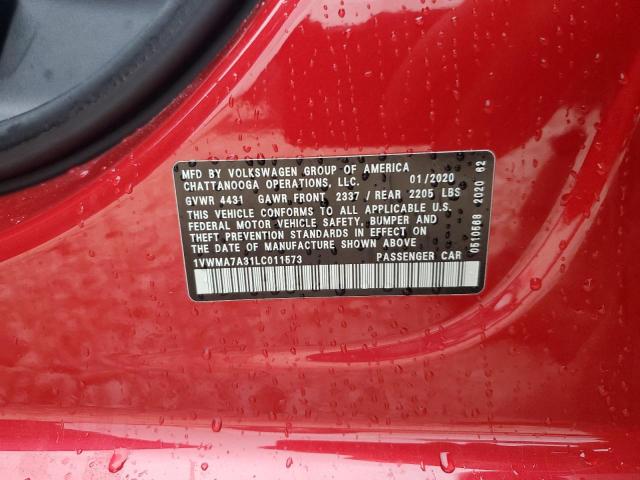 MFD BY VOLKSWAGEN GROUP OF AMERICA
CHATTANOOGA OPERATIONS, LLC. 01/2020
GVWR 4431 GAWR FRONT 2337 / REAR 2205 LBS
THIS VEHICLE CONFORMS TO ALL APPLICABLE U.S.
FEDERAL MOTOR VEHICLE SAFETY, BUMPER AND
THEFT PREVENTION STANDARDS IN EFFECT ON
THE DATE OF MANUFACTURE SHOWN ABOVE.
1VWMA7A31LC011573 PASSENGER CAR
0510568 2020 62